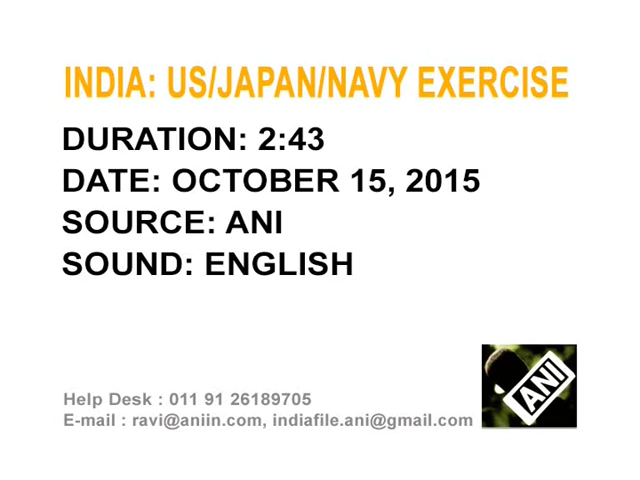 INDIA: US/JAPAN/NAVY EXERCISE
DURATION: 2:43
DATE: OCTOBER 15, 2015
SOURCE: ANI
SOUND: ENGLISH
Help Desk : 011 91 26189705
E-mail : ravi@aniin.com, indiafile.ani@gmail.com
ANI